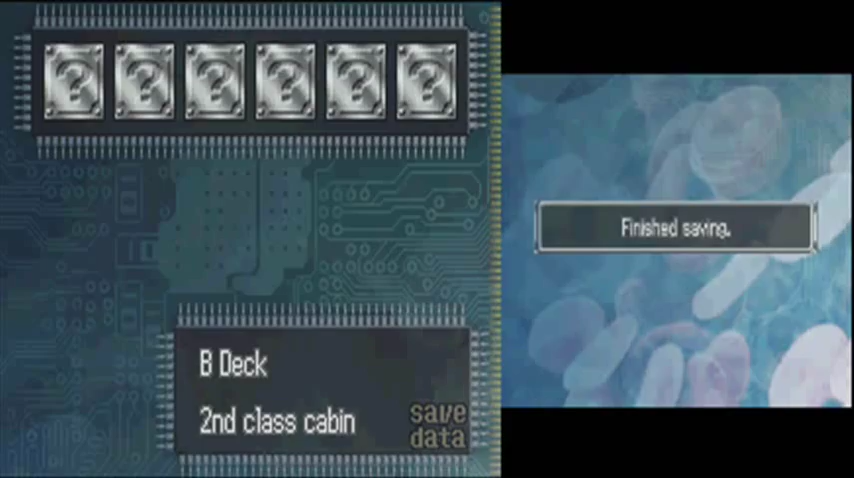 ? ? ? ? ? ?
B Deck
2nd class cabin
save
data
Finished saving.